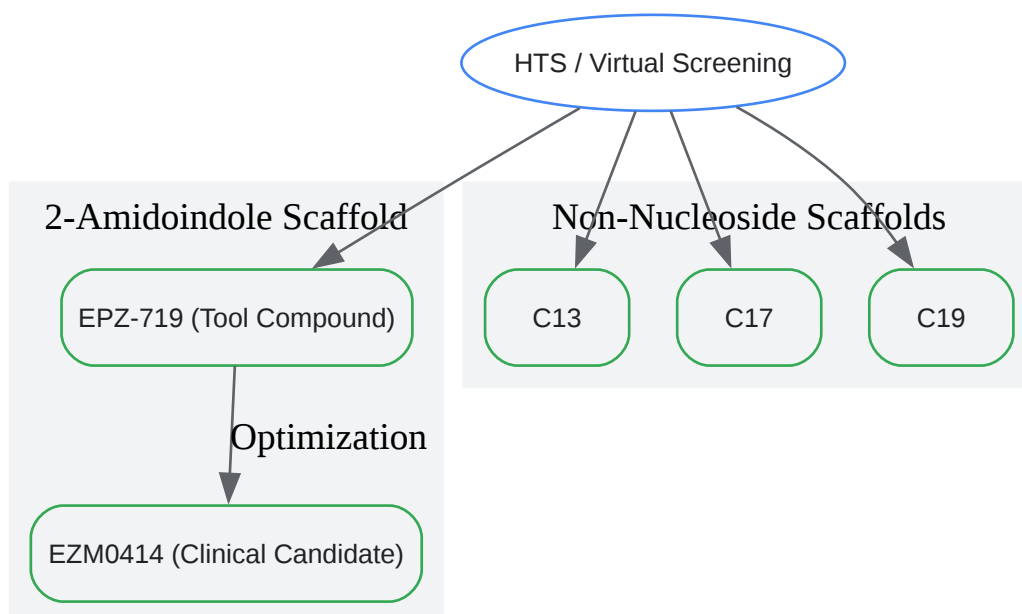 HTS / Virtual Screening
2-Amidoindole Scaffold
Non-Nucleoside Scaffolds
EPZ-719 (Tool Compound)
C13
C17
C19
Optimization
EZM0414 (Clinical Candidate)